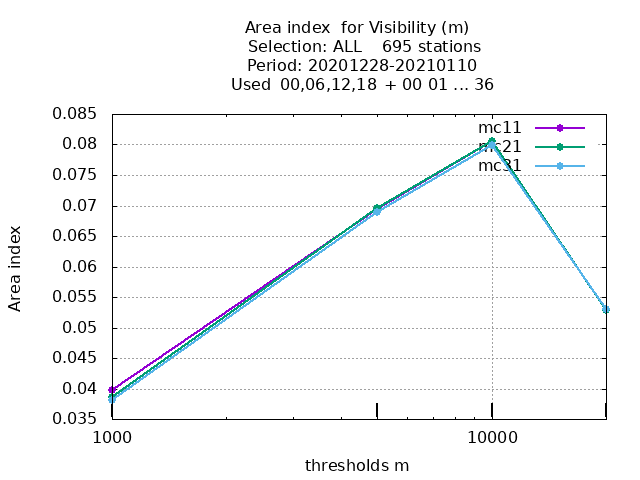 Area index  for Visibility (m)
Selection: ALL    695 stations
Period: 20201228-20210110
Used  00,06,12,18  + 00 01 ... 36
0.085
mc11
0.08
mc21
mc31
0.075
0.07
0.065
0.06
0.055
0.05
0.045
0.04
0.035
Area index
1000
10000
thresholds m